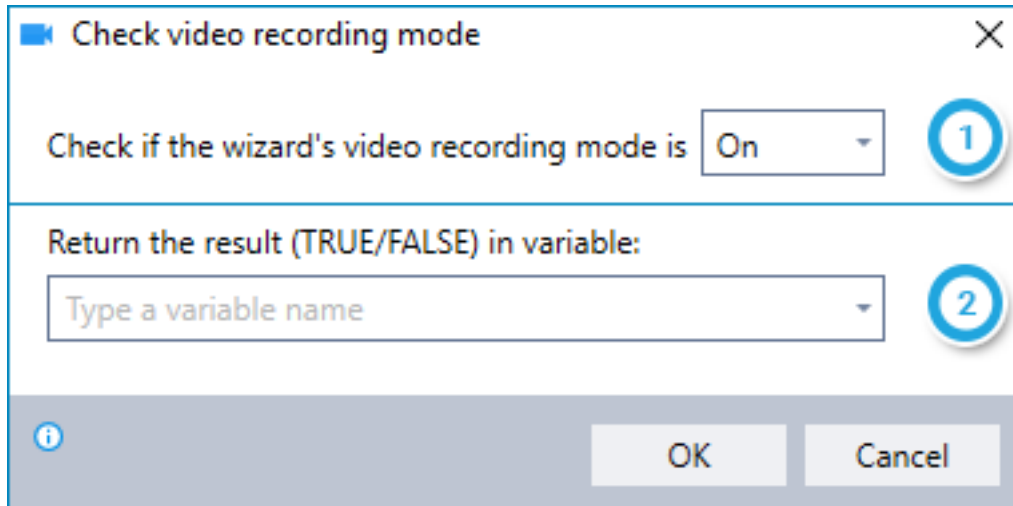 Check video recording mode
Check if the wizard's video recording mode is On
1
Return the result (TRUE/FALSE) in variable:
Type a variable name
2
OK Cancel